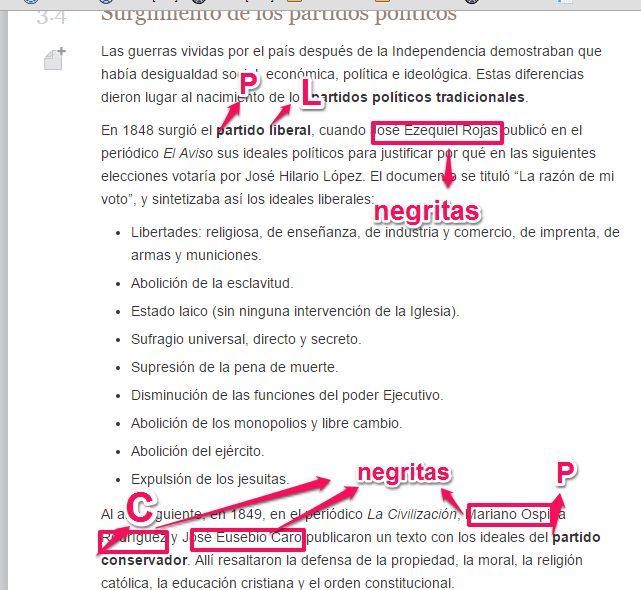 3.4 Surgimiento de los partidos políticos
Las guerras vividas por el país después de la Independencia demostraban que
había desigualdad social, económica, política e ideológica. Estas diferencias
P
L
dieron lugar al nacimiento de los partidos políticos tradicionales.
En 1848 surgió el partido liberal, cuando José Ezequiel Rojas publicó en el
periódico El Aviso sus ideales políticos para justificar por qué en las siguientes
elecciones votaría por José Hilario López. El documento se tituló “La razón de mi
voto”, y sintetizaba así los ideales liberales:
negritas
• Libertades: religiosa, de enseñanza, de industria y comercio, de imprenta, de
armas y municiones.
• Abolición de la esclavitud.
• Estado laico (sin ninguna intervención de la Iglesia).
• Sufragio universal, directo y secreto.
• Supresión de la pena de muerte.
• Disminución de las funciones del poder Ejecutivo.
• Abolición de los monopolios y libre cambio.
• Abolición del ejército.
• Expulsión de los jesuitas.
negritas
P
C
Al año siguiente, en 1849, en el periódico La Civilización, Mariano Ospina
Rodríguez y José Eusebio Caro publicaron un texto con los ideales del partido
conservador. Allí resaltaron la defensa de la propiedad, la moral, la religión
católica, la educación cristiana y el orden constitucional.